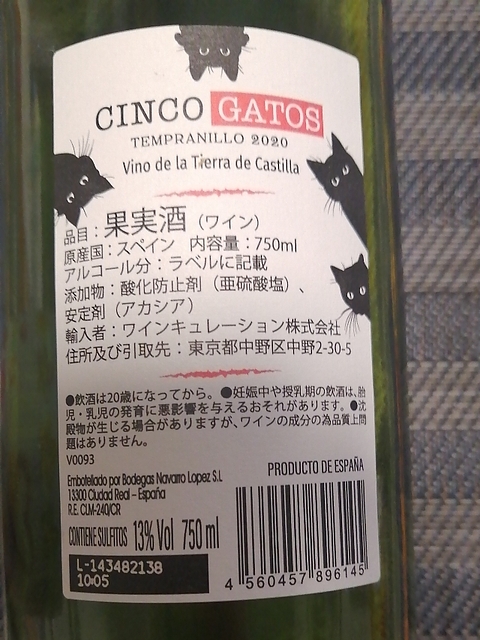 CINCO GATOS
TEMPRANILLO 2020
Vino de la Tierra de Castilla
品目：果実酒（ワイン）
原産国：スペイン 内容量：750ml
アルコール分：ラベルに記載
添加物：酸化防止剤（亜硫酸塩）、
安定剤（アカシア）
輸入者：ワインキュレーション株式会社
住所及び引取先：東京都中野区中野2-30-5
●飲酒は20歳になってから。●妊娠中や授乳期の飲酒は、胎
児・乳児の発育に悪影響を与えるおそれがあります。●沈
殿物が生じる場合がありますが、ワインの成分の為品質上問
題はありません。
V0093
PRODUCTO DE ESPAÑA
Embotellado por Bodegas Navarro Lopez S.L
13300 Ciudad Real – España
R.E. CLM-240/CR
CONTIENE SULFITOS 13% Vol 750 ml
L-143482138
10:05
4 560457 896145